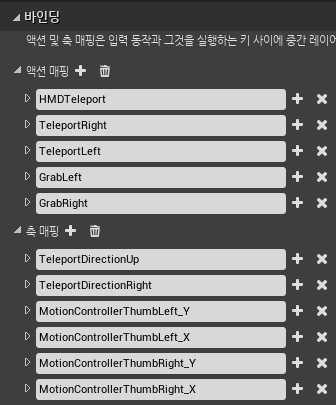 바인딩
액션 및 축 매핑은 입력 동작과 그것을 실행하는 키 사이에 중간 레이어
액션 매핑
HMDTeleport
TeleportRight
TeleportLeft
GrabLeft
GrabRight
축 매핑
TeleportDirectionUp
TeleportDirectionRight
MotionControllerThumbLeft_Y
MotionControllerThumbLeft_X
MotionControllerThumbRight_Y
MotionControllerThumbRight_X